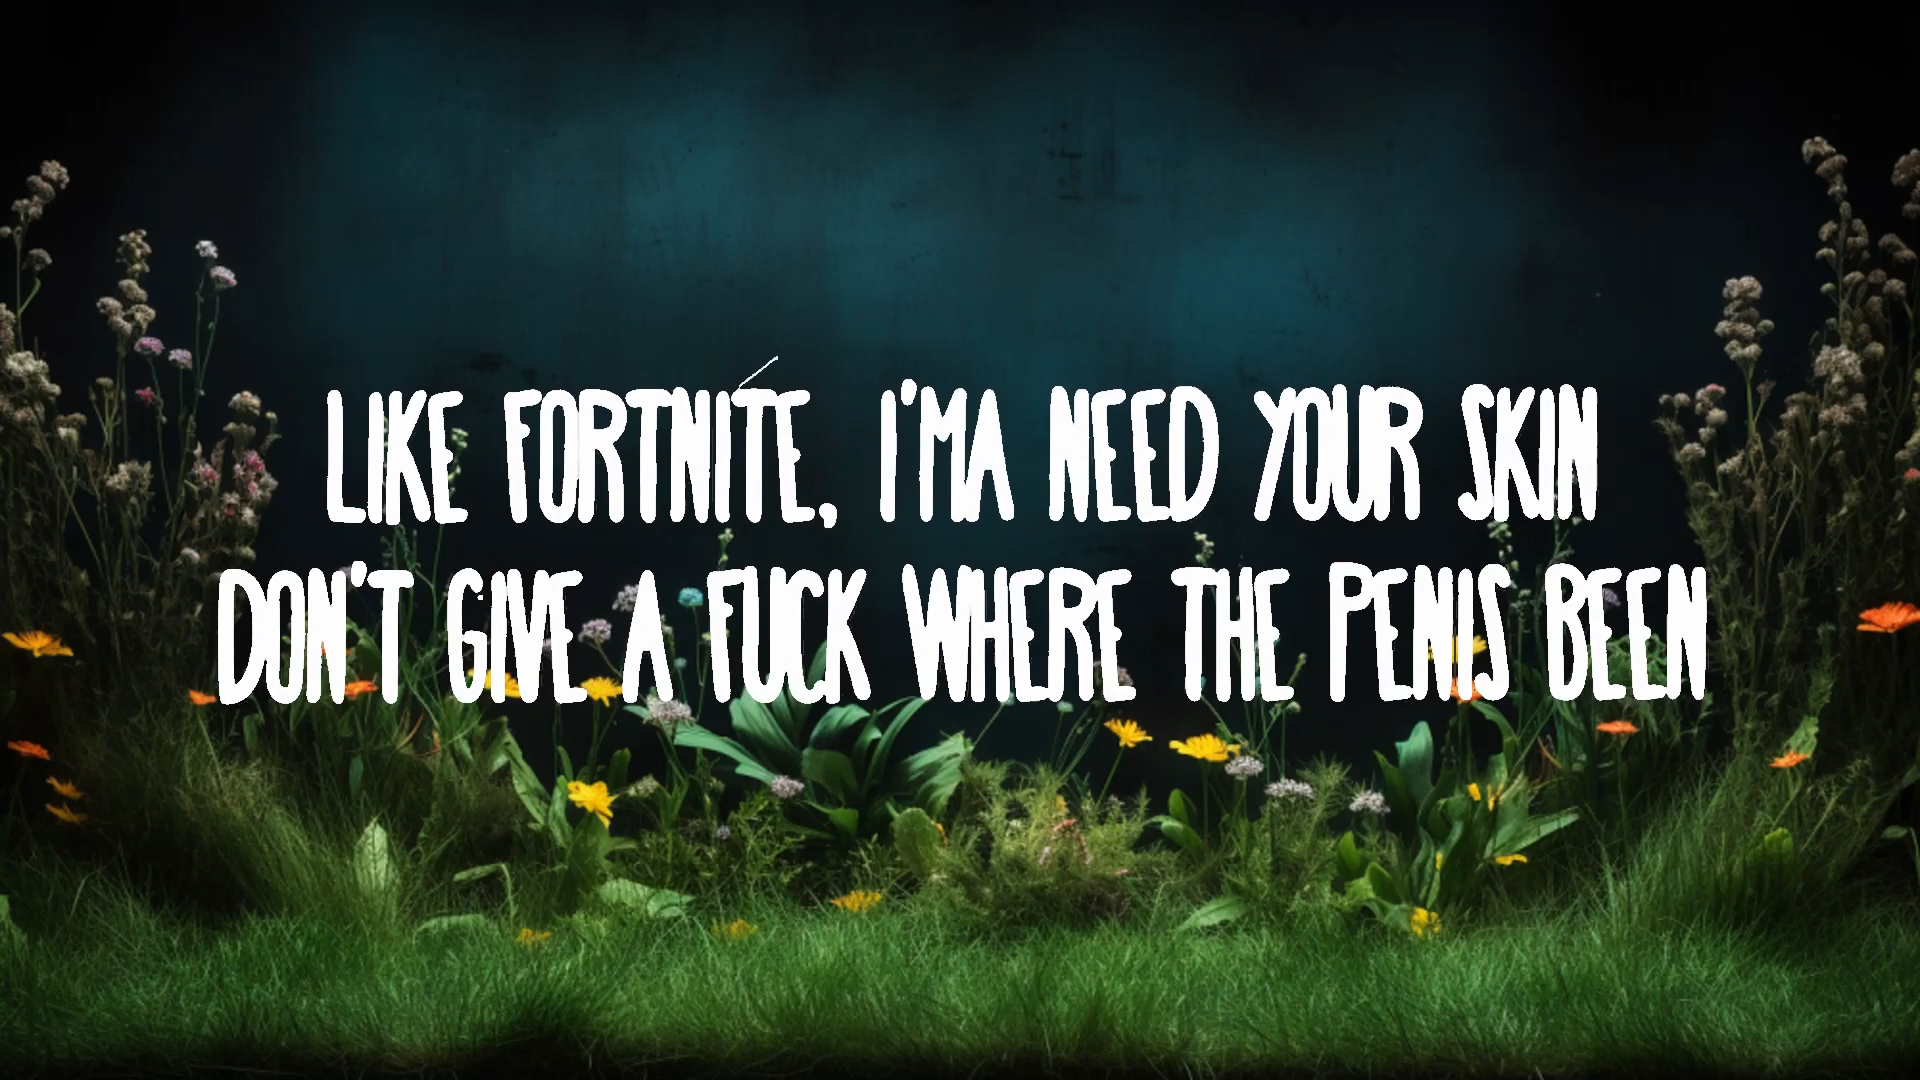 LIKE FORTNITE, I'MA NEED YOUR SKIN
DON'T GIVE A FUCK WHERE THE PENIS BEEN